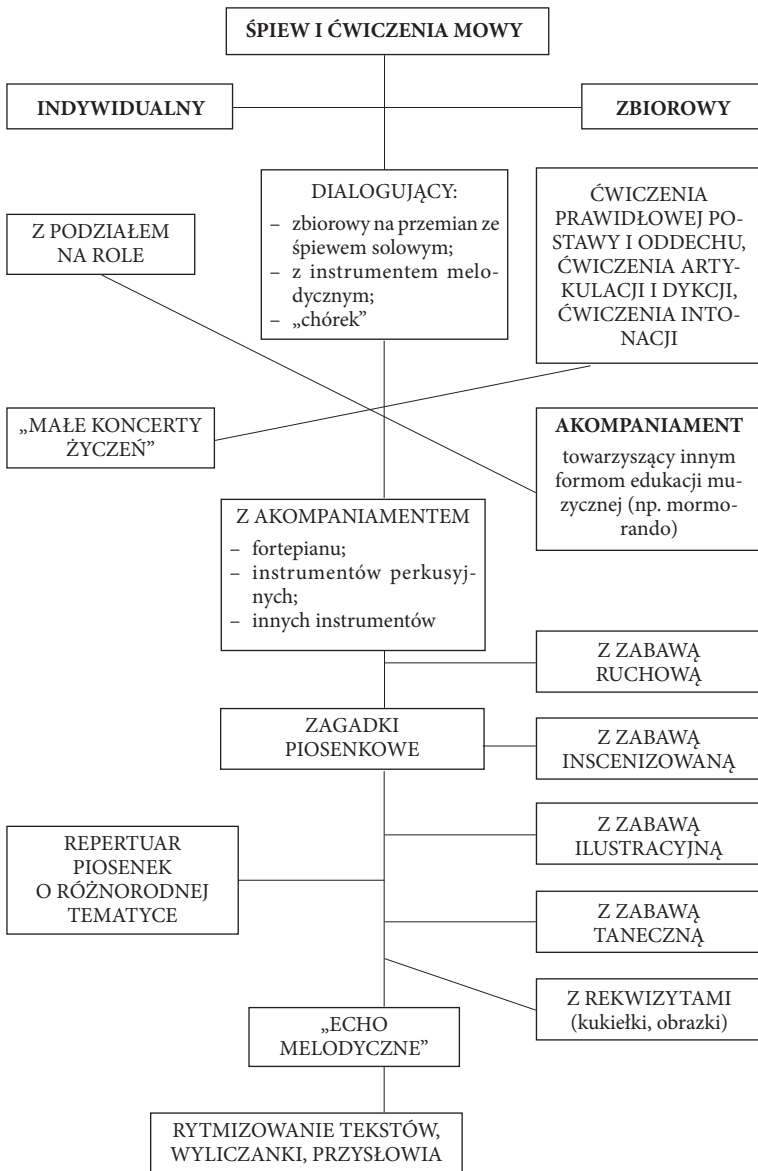 ŚPIEW I ĆWICZENIA MOWY
INDYWIDUALNY
ZBIOROWY
DIALOGUJĄCY:
– zbiorowy na przemian ze
śpiewem solowym;
– z instrumentem melo-
dycznym;
– „chórek”
Z PODZIAŁEM
NA ROLE
ĆWICZENIA
PRAWIDŁOWEJ PO-
STAWY I ODDECHU,
ĆWICZENIA ARTY-
KULACJI I DYKCJI,
ĆWICZENIA INTO-
NACJI
„MAŁE KONCERTY
ŻYCZEŃ”
AKOMPANIAMENT
towarzyszący innym
formom edukacji mu-
zycznej (np. mormo-
rando)
Z AKOMPANIAMENTEM
– fortepianu;
– instrumentów perkusyj-
nych;
– innych instrumentów
Z ZABAWĄ
RUCHOWĄ
ZAGADKI
PIOSENKOWE
Z ZABAWĄ
INSCENIZOWANĄ
REPERTUAR
PIOSENEK
O RÓŻNORODNEJ
TEMATYCE
Z ZABAWĄ
ILUSTRACYJNĄ
Z ZABAWĄ
TANECZNĄ
Z REKWIZYTAMI
(kukiełki, obrazki)
„ECHO
MELODYCZNE”
RYTMIZOWANIE TEKSTÓW,
WYLICZANKI, PRZYSŁOWIA